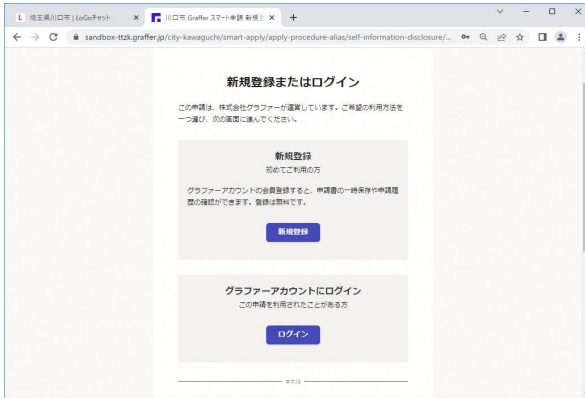 埼玉県川口市 | LoGoチャット
川口市 Graffer スマート申請 新規
sandbox-ttzk.graffer.jp/city-kawaguchi/smart-apply/apply-procedure-alias/self-information-disclosure/...
新規登録またはログイン
この申請は、株式会社グラファーが運営しています。ご希望の利用方法を
一つ選び、次の画面に進んでください。
新規登録
初めてご利用の方
グラファーアカウントの会員登録すると、申請書の一時保存や申請履
歴の確認ができます。登録は無料です。
新規登録
グラファーアカウントにログイン
この申請を利用されたことがある方
ログイン
または